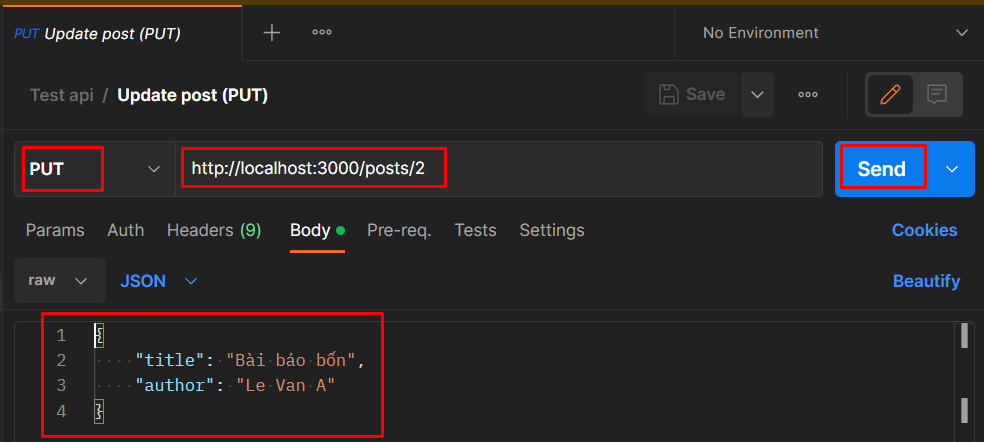 PUT Update post (PUT) No Environment
Test api / Update post (PUT) Save
PUT http://localhost:3000/posts/2 Send
Params Auth Headers (9) Body Pre-req. Tests Settings Cookies
raw JSON Beautify
1 {
2 "title": "Bài báo bốn",
3 "author": "Le Van A"
4 }